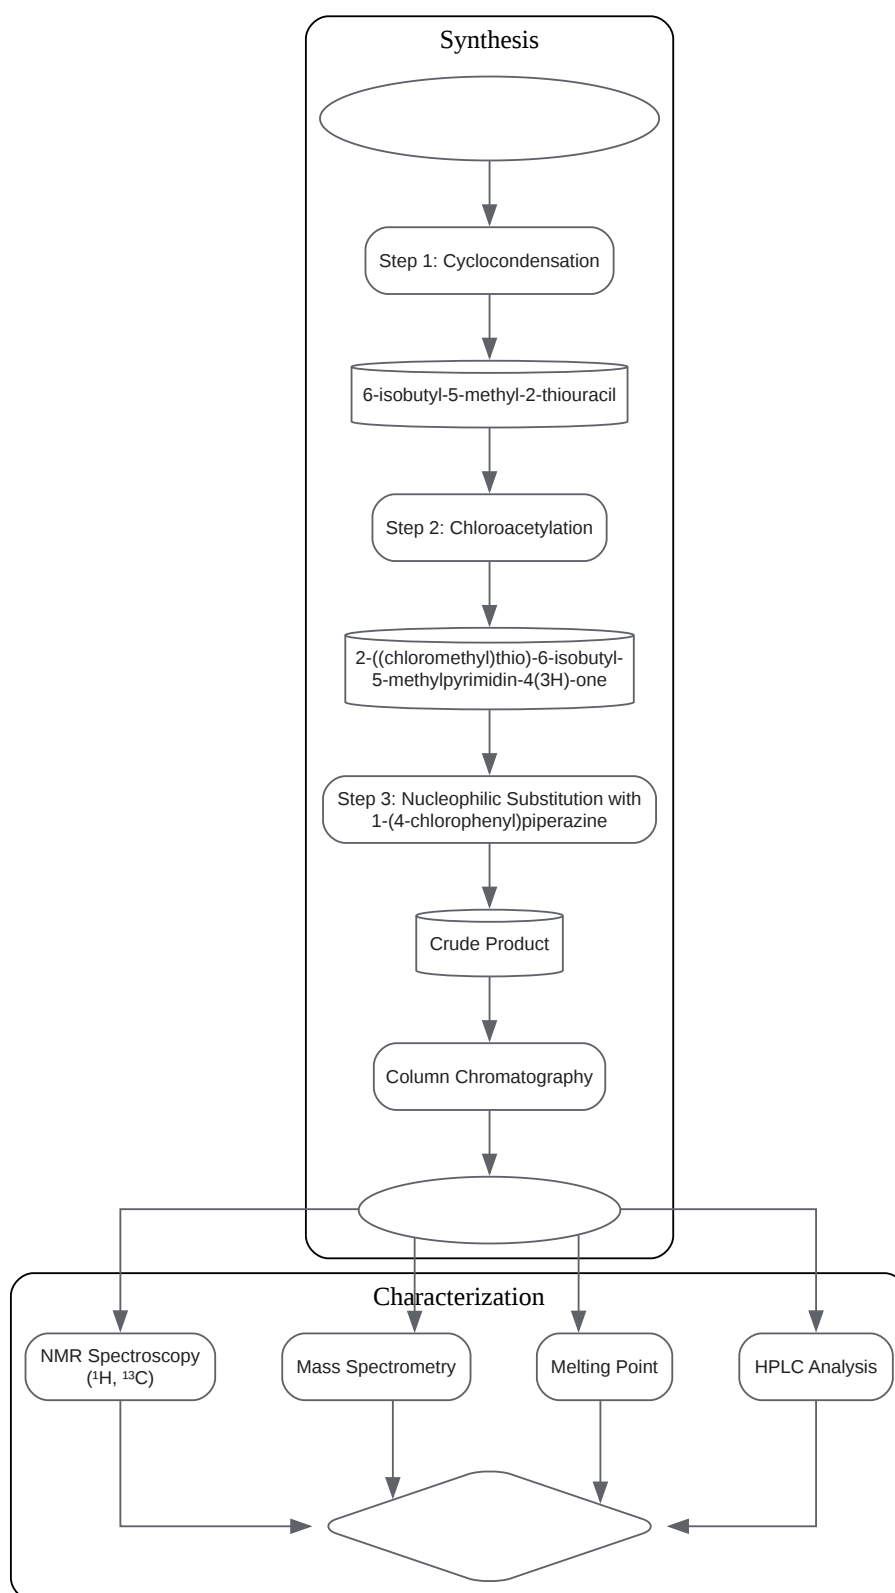 Synthesis
Step 1: Cyclocondensation
6-isobutyl-5-methyl-2-thiouracil
Step 2: Chloroacetylation
2-((chloromethyl)thio)-6-isobutyl-
5-methylpyrimidin-4(3H)-one
Step 3: Nucleophilic Substitution with
1-(4-chlorophenyl)piperazine
Crude Product
Column Chromatography
Characterization
NMR Spectroscopy
(¹H, ¹³C)
Mass Spectrometry
Melting Point
HPLC Analysis